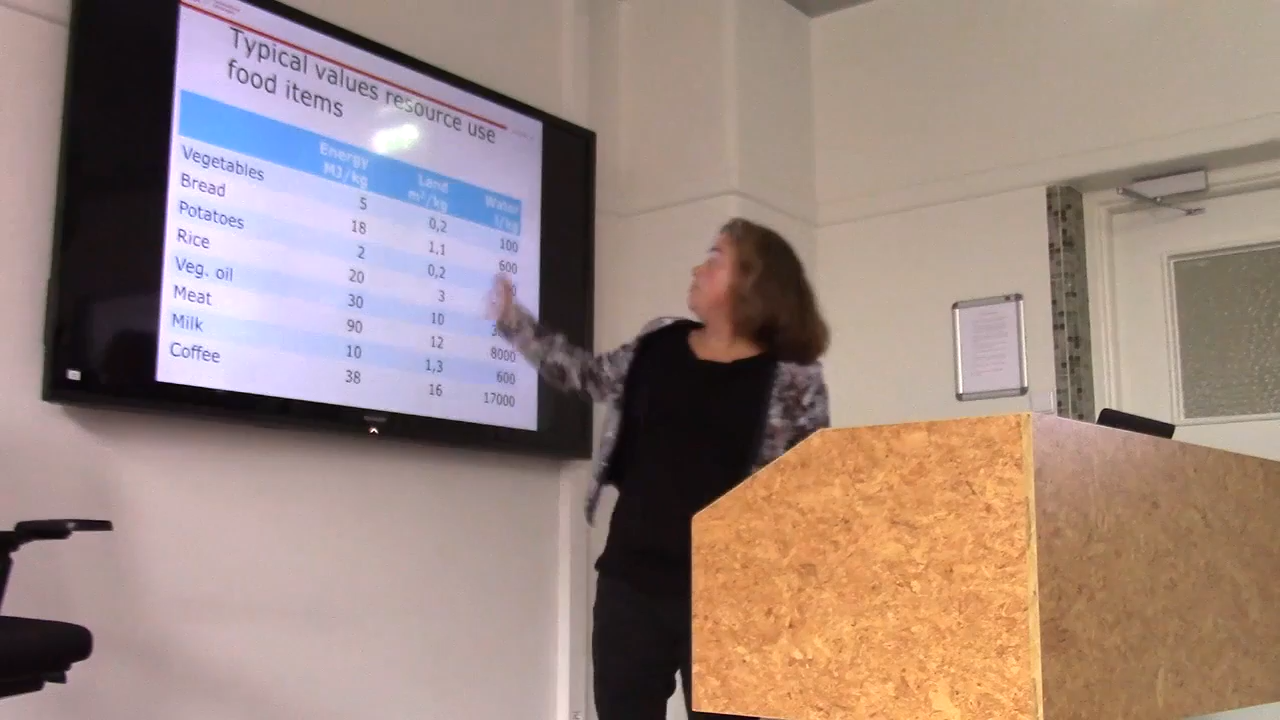 Typical values resource use
food items
Energy MJ/kg Land m²/kg Water
Vegetables 5 0,2 100
Bread 18 1,1 600
Potatoes 2 0,2
Rice 20 3
Veg. oil 30 10
Meat 90 12 8000
Milk 10 1,3 600
Coffee 38 16 17000